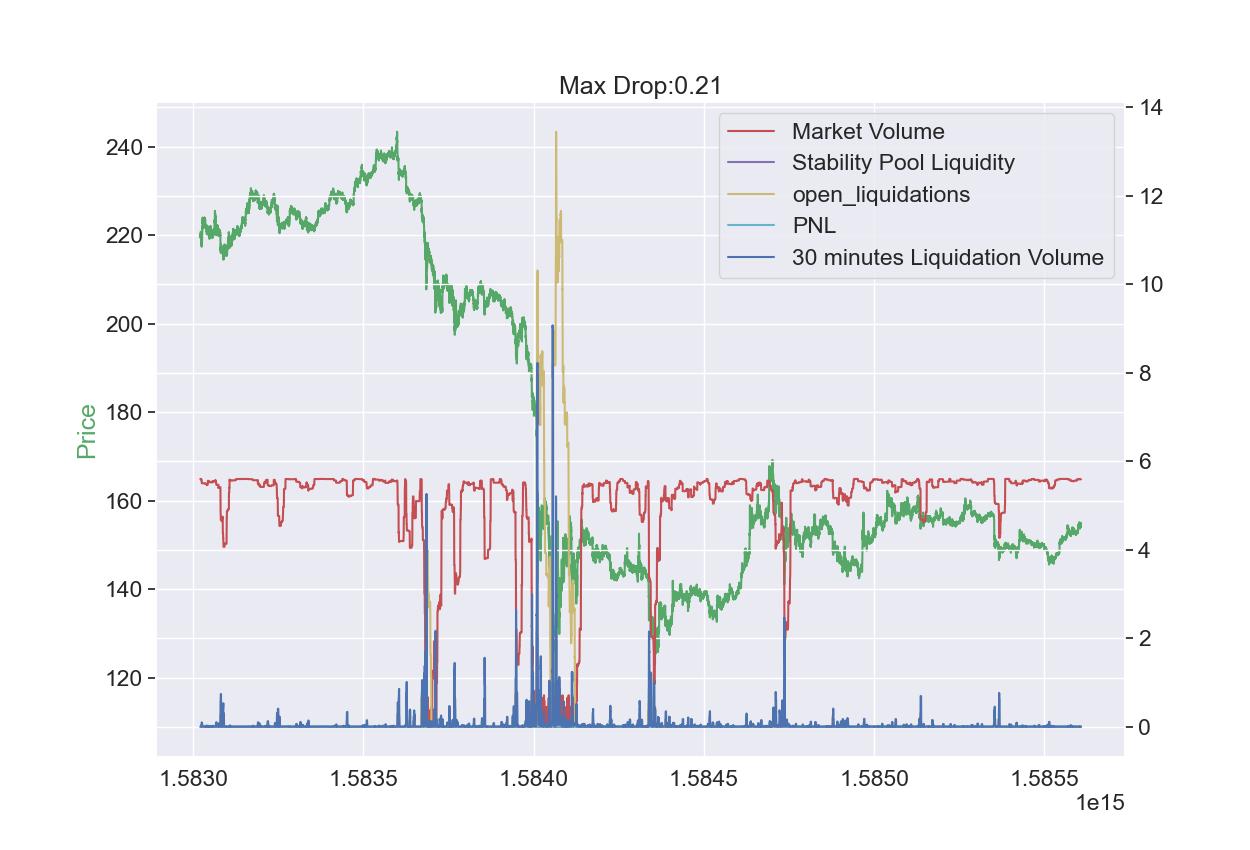 Max Drop:0.21
Market Volume
Stability Pool Liquidity
open_liquidations
PNL
30 minutes Liquidation Volume
Price
240
220
200
180
160
140
120
14
12
10
8
6
4
2
0
1.5830 1.5835 1.5840 1.5845 1.5850 1.5855
1e15